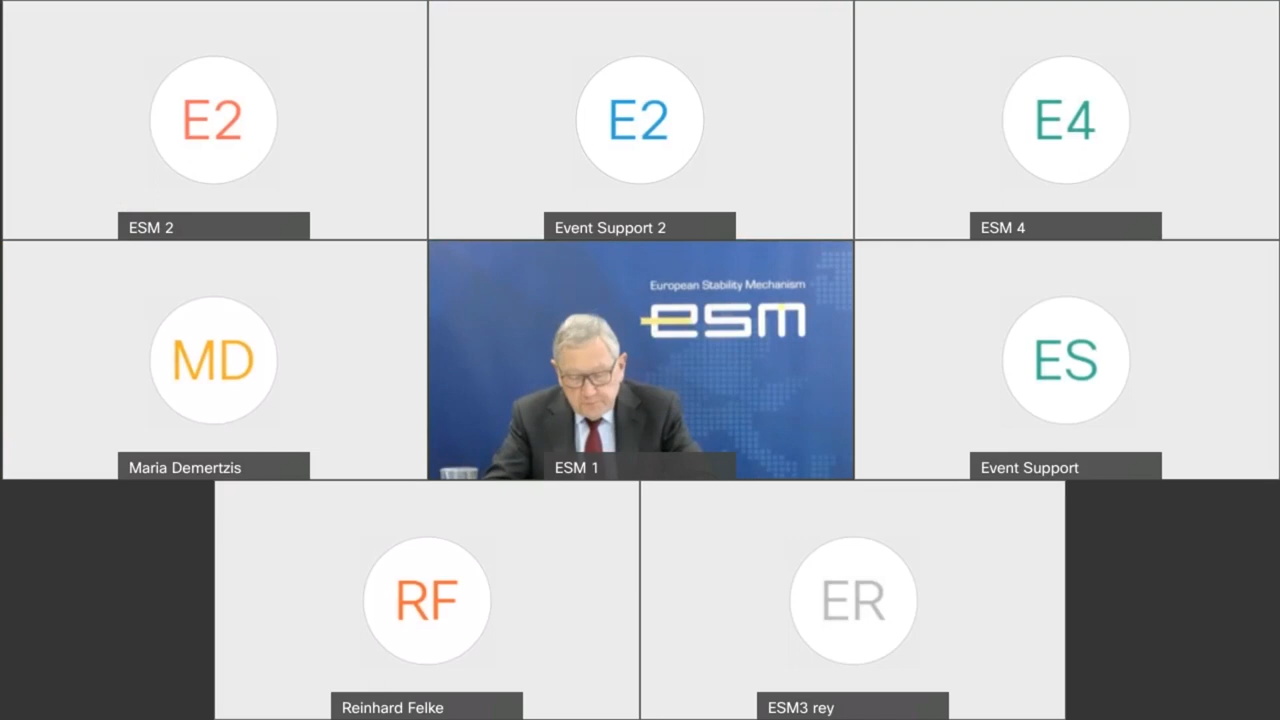 E2
ESM 2
E2
Event Support 2
E4
ESM 4
MD
Maria Demertzis
European Stability Mechanism
esm
ESM 1
ES
Event Support
RF
Reinhard Felke
ER
ESM3 rey